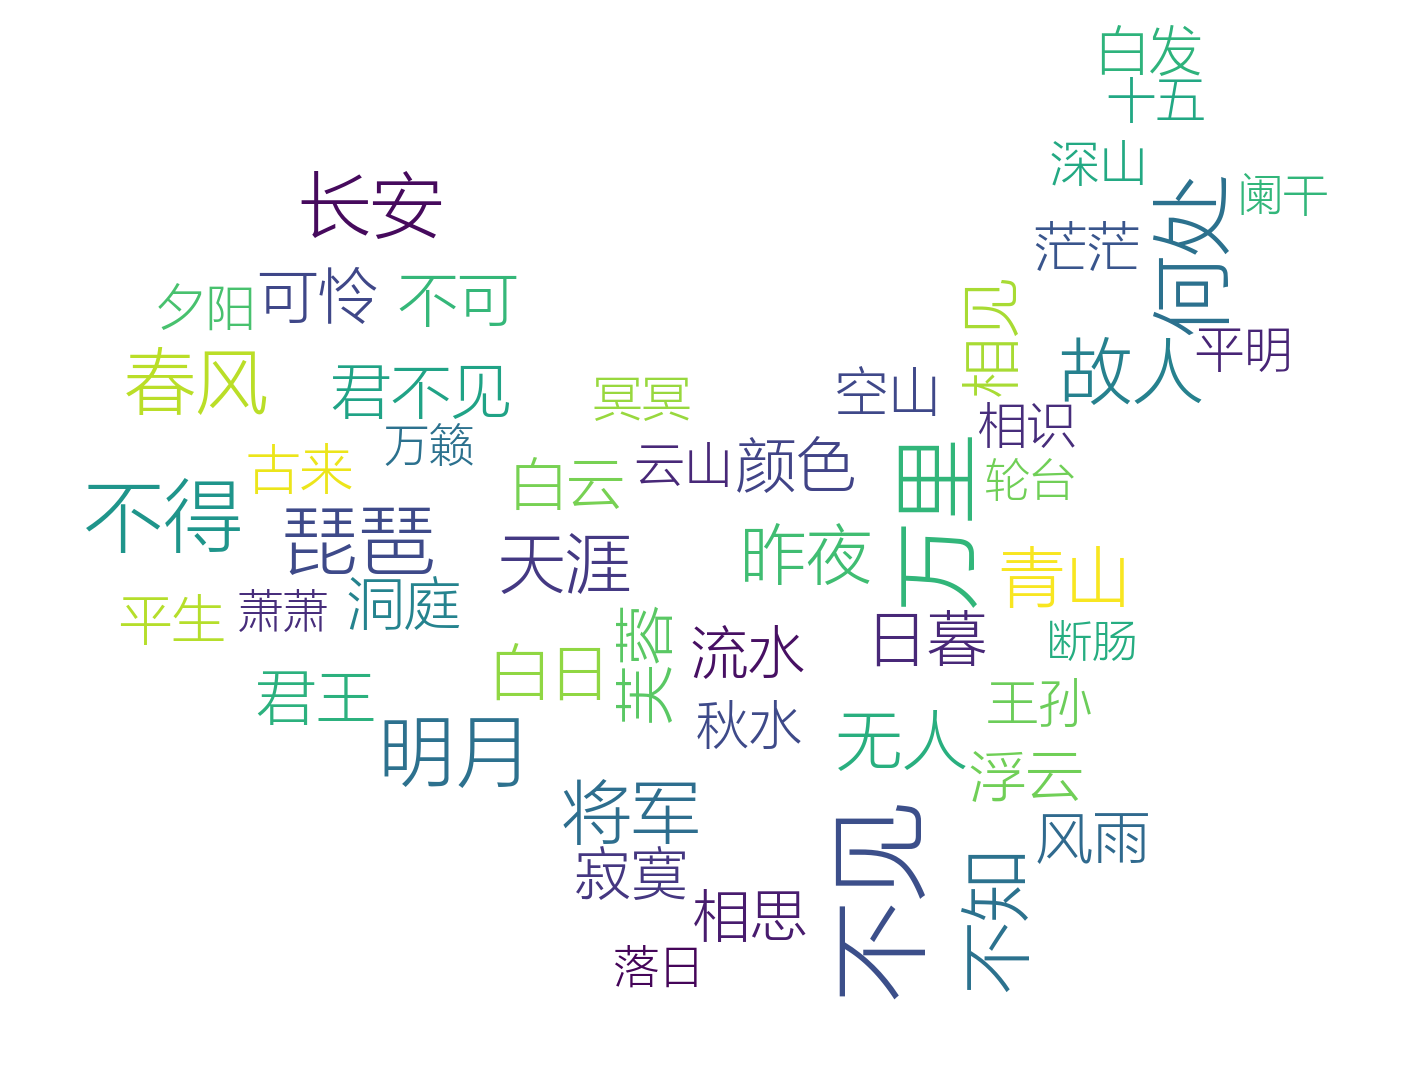 白发
十五
深山
长安
阑干
何处
茫茫
可怜
不可
夕阳
相见
平明
故人
春风
君不见
冥冥
空山
相识
万籁
古来
云山
颜色
万里
白云
轮台
不得
琵琶
天涯
昨夜
青山
洞庭
萧萧
平生
芙蓉
流水
日暮
断肠
白日
君王
王孙
秋水
无人
明月
浮云
将军
风雨
不见
寂寞
不知
相思
落日